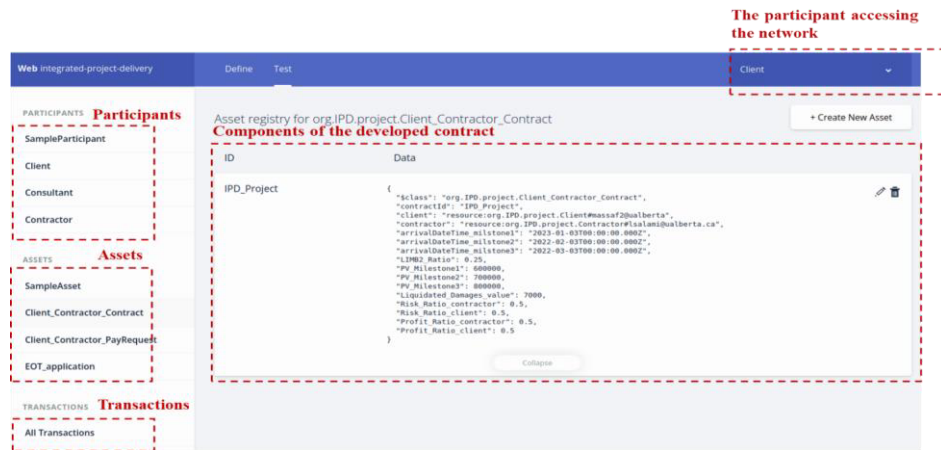 The participant accessing
the network
Web integrated-project-delivery
Define
Test
Client
PARTICIPANTS
Participants
SampleParticipant
Client
Consultant
Contractor
ASSETS
Assets
SampleAsset
Client_Contractor_Contract
Client_Contractor_PayRequest
EOT_application
TRANSACTIONS
Transactions
All Transactions
Asset registry for org.IPD.project.Client_Contractor_Contract
+ Create New Asset
Components of the developed contract
ID
Data
IPD_Project
{
"$class": "org.IPD.project.Client_Contractor_Contract",
"contractId": "IPD_Project",
"client": "resource:org.IPD.project.Client#massaf2@ualberta",
"contractor": "resource:org.IPD.project.Contractor#lsalami@ualberta.ca",
"arrivalDateTime_milstone1": "2023-01-03T00:00:00.000Z",
"arrivalDateTime_milstone2": "2022-02-03T00:00:00.000Z",
"arrivalDateTime_milstone3": "2022-03-03T00:00:00.000Z",
"LIMB2_Ratio": 0.25,
"PV_Milestone1": 600000,
"PV_Milestone2": 700000,
"PV_Milestone3": 800000,
"Liquidated_Damages_value": 7000,
"Risk_Ratio_contractor": 0.5,
"Risk_Ratio_client": 0.5,
"Profit_Ratio_contractor": 0.5,
"Profit_Ratio_client": 0.5
}
Collapse